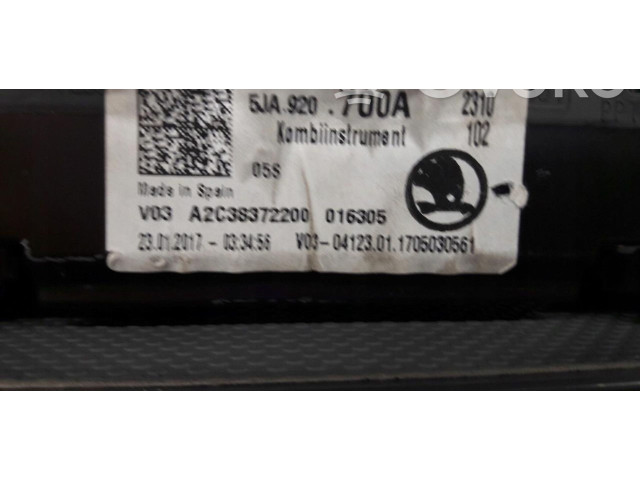 5JA 920 . 700A 2310
Kombiinstrument 102
05S
Made in Spain
V03 A2C38372200 016305
23.01.2017 - 03:34:56 V03-04123.01.1705030561